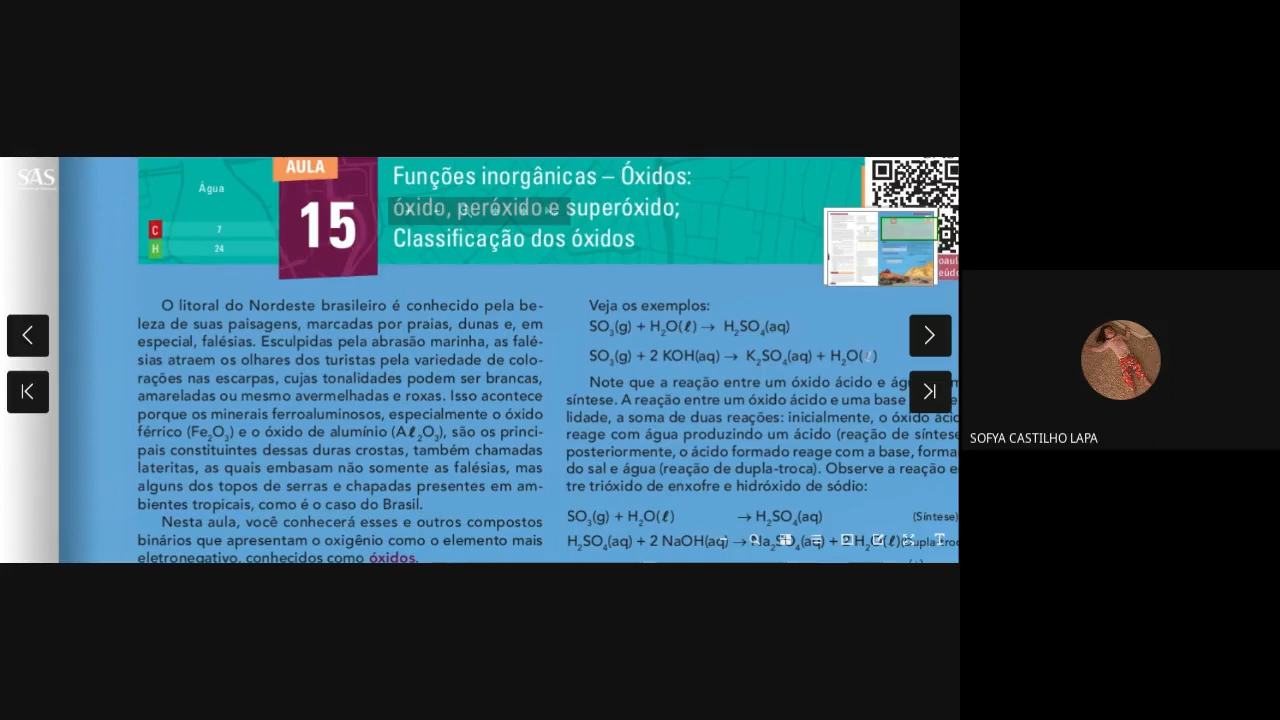 SAS
Água
C 7
H 24
AULA
15
Funções inorgânicas – Óxidos:
óxido, peróxido e superóxido;
Classificação dos óxidos
O litoral do Nordeste brasileiro é conhecido pela be-
leza de suas paisagens, marcadas por praias, dunas e, em
especial, falésias. Esculpidas pela abrasão marinha, as falé-
sias atraem os olhares dos turistas pela variedade de colo-
rações nas escarpas, cujas tonalidades podem ser brancas,
amareladas ou mesmo avermelhadas e roxas. Isso acontece
porque os minerais ferroaluminosos, especialmente o óxido
férrico (Fe₂O₃) e o óxido de alumínio (Aℓ₂O₃), são os princi-
pais constituintes dessas duras crostas, também chamadas
lateritas, as quais embasam não somente as falésias, mas
alguns dos topos de serras e chapadas presentes em am-
bientes tropicais, como é o caso do Brasil.
Nesta aula, você conhecerá esses e outros compostos
binários que apresentam o oxigênio como o elemento mais
eletronegativo, conhecidos como óxidos.
Veja os exemplos:
SO₃(g) + H₂O(ℓ) → H₂SO₄(aq)
SO₃(g) + 2 KOH(aq) → K₂SO₄(aq) + H₂O(ℓ)
Note que a reação entre um óxido ácido e
síntese. A reação entre um óxido ácido e uma base
lidade, a soma de duas reações: inicialmente, o óxido
reage com água produzindo um ácido (reação de síntese
posteriormente, o ácido formado reage com a base, forma
do sal e água (reação de dupla-troca). Observe a reação e
tre trióxido de enxofre e hidróxido de sódio:
SO₃(g) + H₂O(ℓ) → H₂SO₄(aq) (Síntese)
H₂SO₄(aq) + 2 NaOH(aq) → Na₂SO₄(aq) + 2 H₂O(ℓ)
SOFYA CASTILHO LAPA